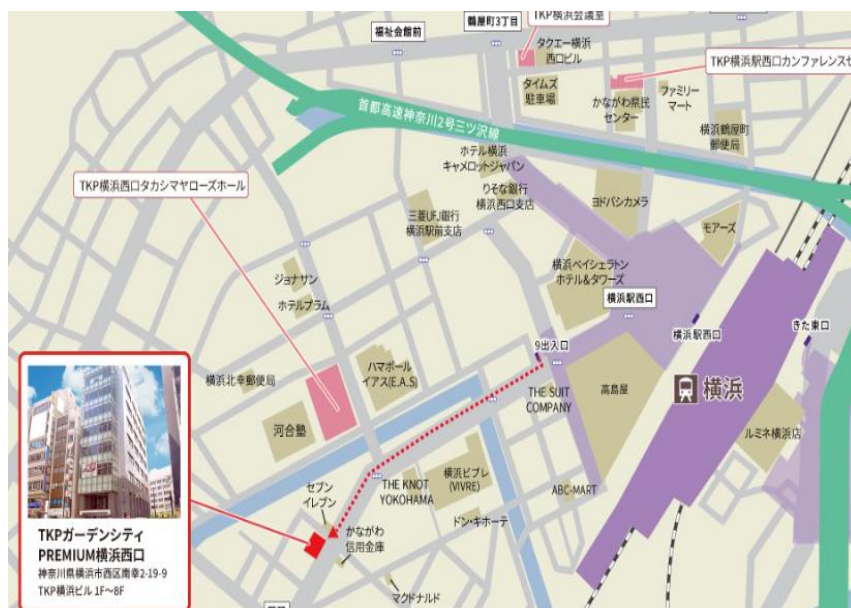 鶴屋町3丁目
TKP横浜会議室
福祉会館前
タクエー横浜
西口ビル
TKP横浜駅西口カンファレンスセ
タイムズ
駐車場
かながわ県民
センター
ファミリー
マート
首都高速神奈川2号三ツ沢線
横浜鶴屋町
郵便局
ホテル横浜
キャメロットジャパン
TKP横浜西口タカシマヤローズホール
りそな銀行
横浜西口支店
ヨドバシカメラ
三菱UFJ銀行
横浜駅前支店
モアーズ
横浜ベイシェラトン
ホテル&タワーズ
ジョナサン
ホテルプラム
横浜駅西口
横浜駅西口
きた東口
9出入口
横浜北幸郵便局
ハマボール
イアス(E.A.S)
THE SUIT
COMPANY
高島屋
横浜
河合塾
ルミネ横浜店
THE KNOT
YOKOHAMA
横浜ビブレ
(VIVRE)
ABC-MART
セブン
イレブン
ドン・キホーテ
かながわ
信用金庫
マクドナルド
TKPガーデンシティ
PREMIUM横浜西口
神奈川県横浜市西区南幸2-19-9
TKP横浜ビル 1F〜8F